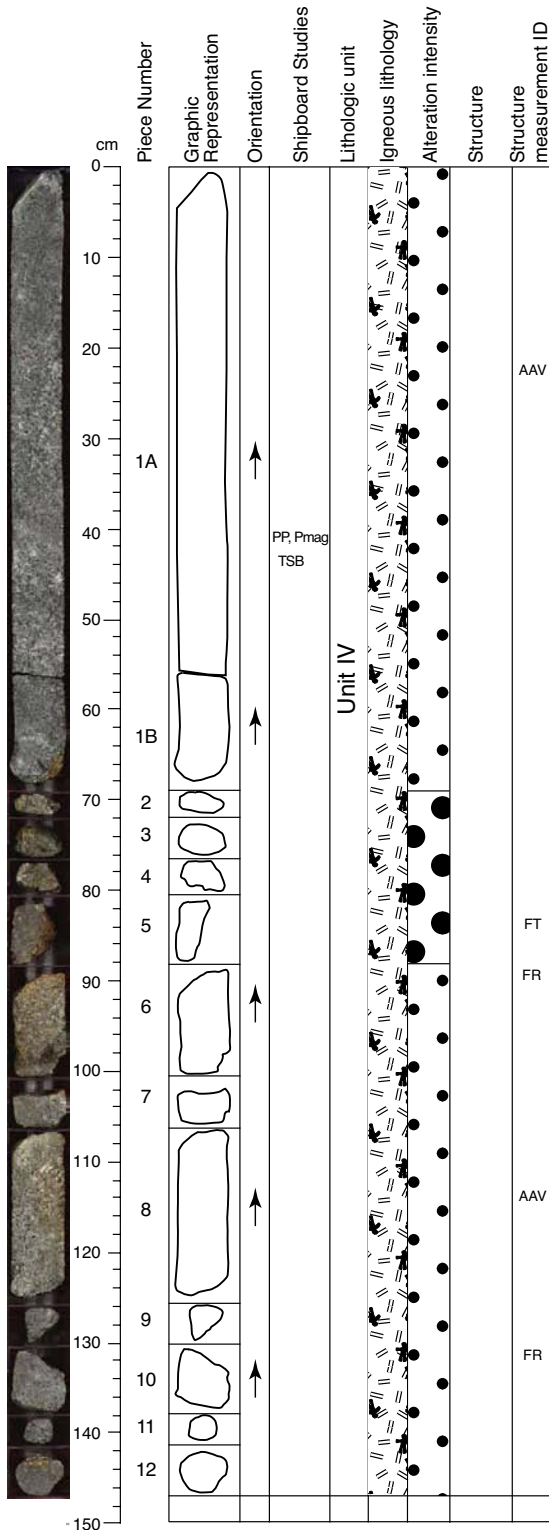 cm
Piece Number
Graphic
Representation
Orientation
Shipboard Studies
Lithologic unit
Igneous lithology
Alteration intensity
Structure
Structure
measurement ID
0
10
20
AAV
30
1A
40
PP, Pmag
TSB
50
Unit IV
60
1B
70
2
3
4
80
5
FT
90
FR
6
100
7
110
8
AAV
120
9
130
FR
10
140
11
12
150